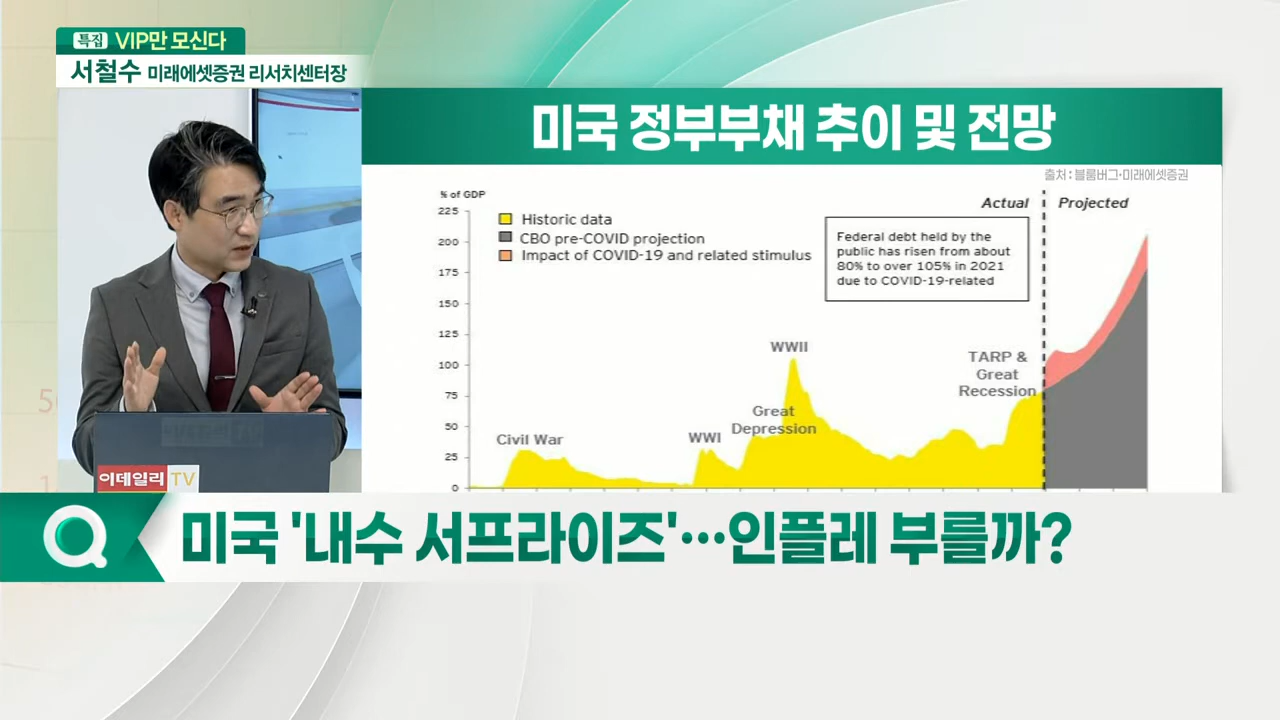 특집 VIP만 모신다
서철수 미래에셋증권 리서치센터장
미국 정부부채 추이 및 전망
출처 : 블룸버그·미래에셋증권
% of GDP
Actual
Projected
225
200
175
150
125
100
75
50
25
0
Historic data
CBO pre-COVID projection
Impact of COVID-19 and related stimulus
Federal debt held by the
public has risen from about
80% to over 105% in 2021
due to COVID-19-related
Civil War
WWI
Great
Depression
WWII
TARP &
Great
Recession
이데일리 TV
Q
미국 '내수 서프라이즈'…인플레 부를까?